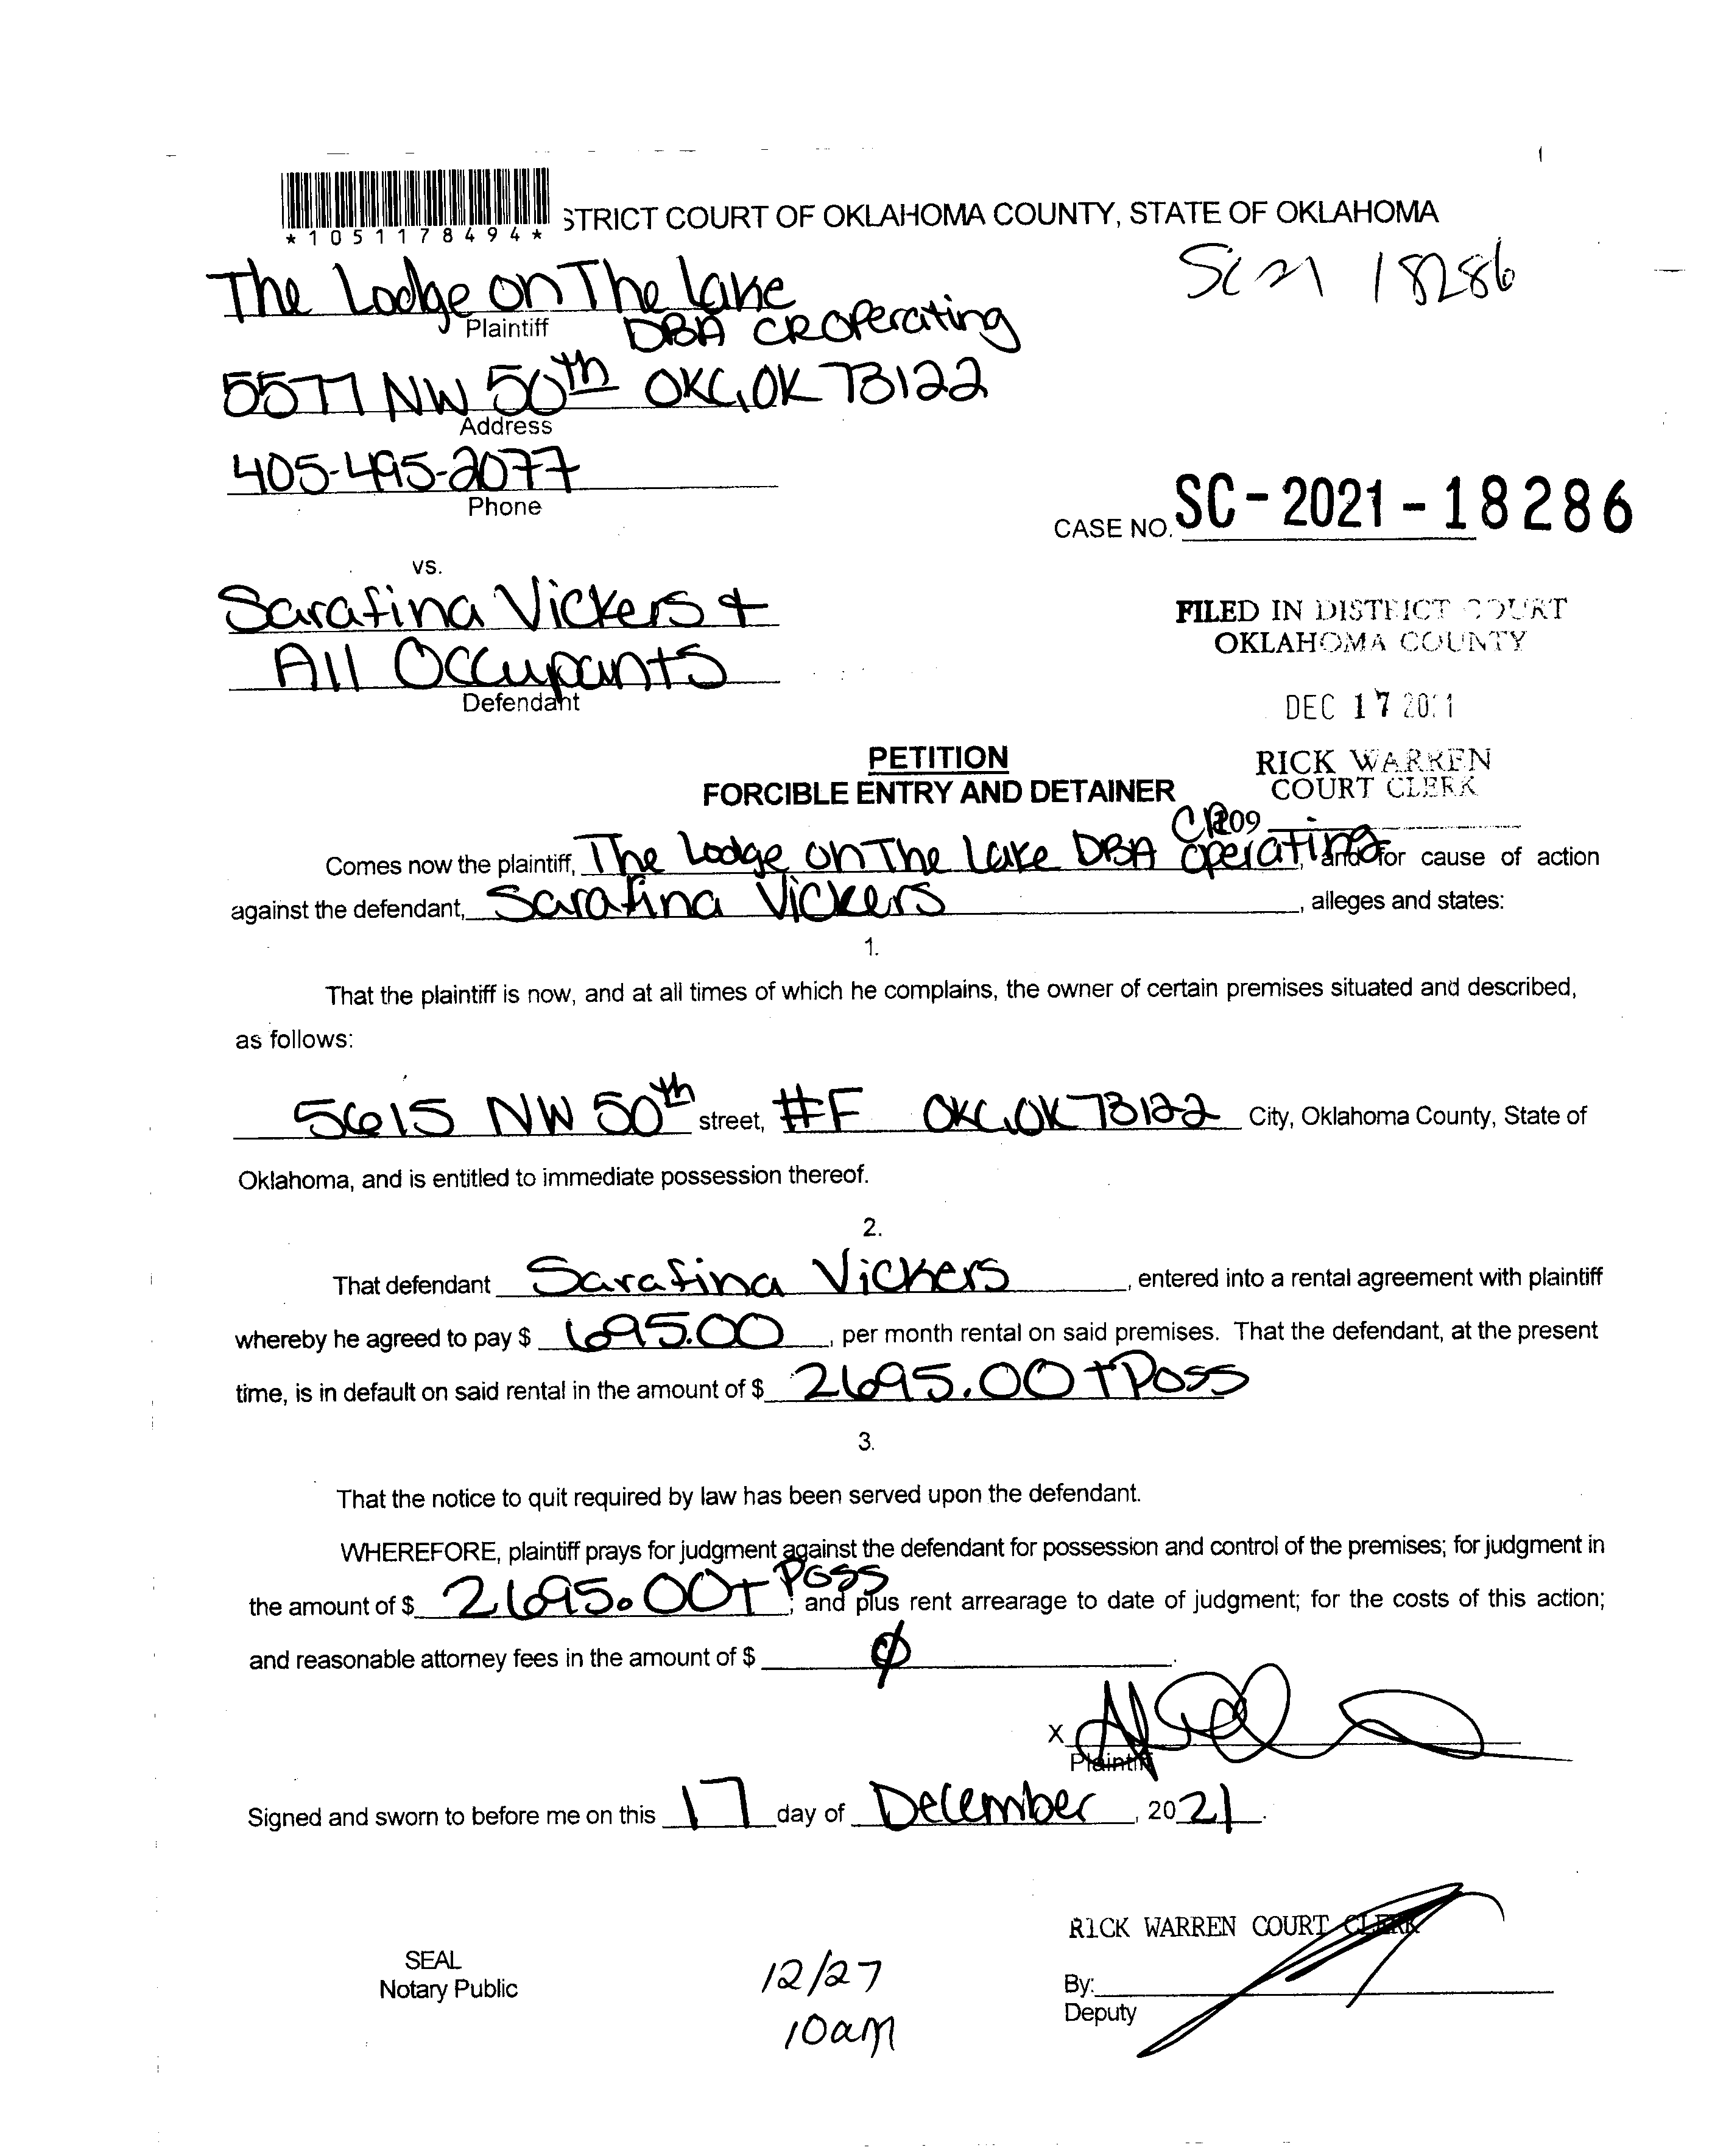 *1051178494*
STRICT COURT OF OKLAHOMA COUNTY, STATE OF OKLAHOMA
SC21 18286
The Lodge on The Lake
Plaintiff
DBA CR Operating
5577 NW 50th OKC, OK 73122
Address
405-495-2077
Phone
CASE NO. SC-2021-18286
vs.
Sarafina Vickers +
All Occupants
Defendant
FILED IN DISTRICT COURT
OKLAHOMA COUNTY
DEC 17 2021
RICK WARREN
COURT CLERK
PETITION
FORCIBLE ENTRY AND DETAINER
CR 109
Comes now the plaintiff, The Lodge on The Lake DBA Operating, and for cause of action
against the defendant, Sarafina Vickers, alleges and states:
1.
That the plaintiff is now, and at all times of which he complains, the owner of certain premises situated and described,
as follows:
5615 NW 50th street, #F OKC, OK 73122 City, Oklahoma County, State of
Oklahoma, and is entitled to immediate possession thereof.
2.
That defendant Sarafina Vickers, entered into a rental agreement with plaintiff
whereby he agreed to pay $ 695.00, per month rental on said premises. That the defendant, at the present
time, is in default on said rental in the amount of $ 2695.00 + Poss
3.
That the notice to quit required by law has been served upon the defendant.
WHEREFORE, plaintiff prays for judgment against the defendant for possession and control of the premises; for judgment in
the amount of $ 2695.00 + Poss; and plus rent arrearage to date of judgment; for the costs of this action;
and reasonable attorney fees in the amount of $ ∅.
X
Plaintiff
Signed and sworn to before me on this 17 day of December, 2021.
RICK WARREN COURT CLERK
SEAL
Notary Public
12/27
10am
By:
Deputy